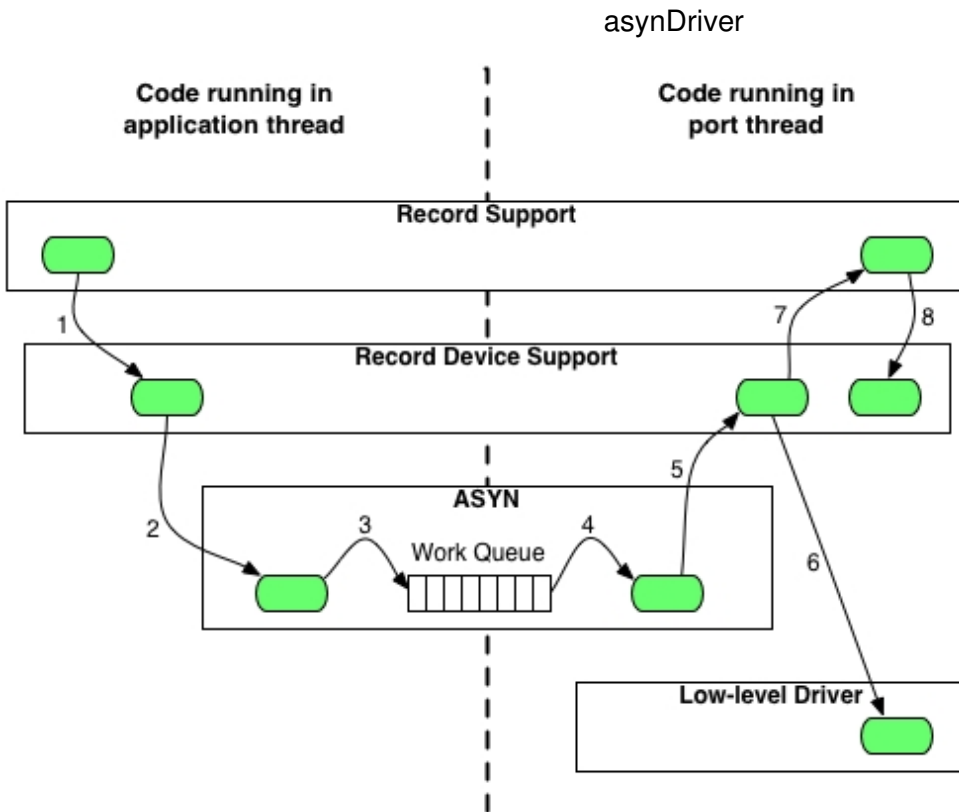 asynDriver
Code running in
application thread
Code running in
port thread
Record Support
1
7
8
Record Device Support
2
5
ASYN
3
4
Work Queue
6
Low-level Driver